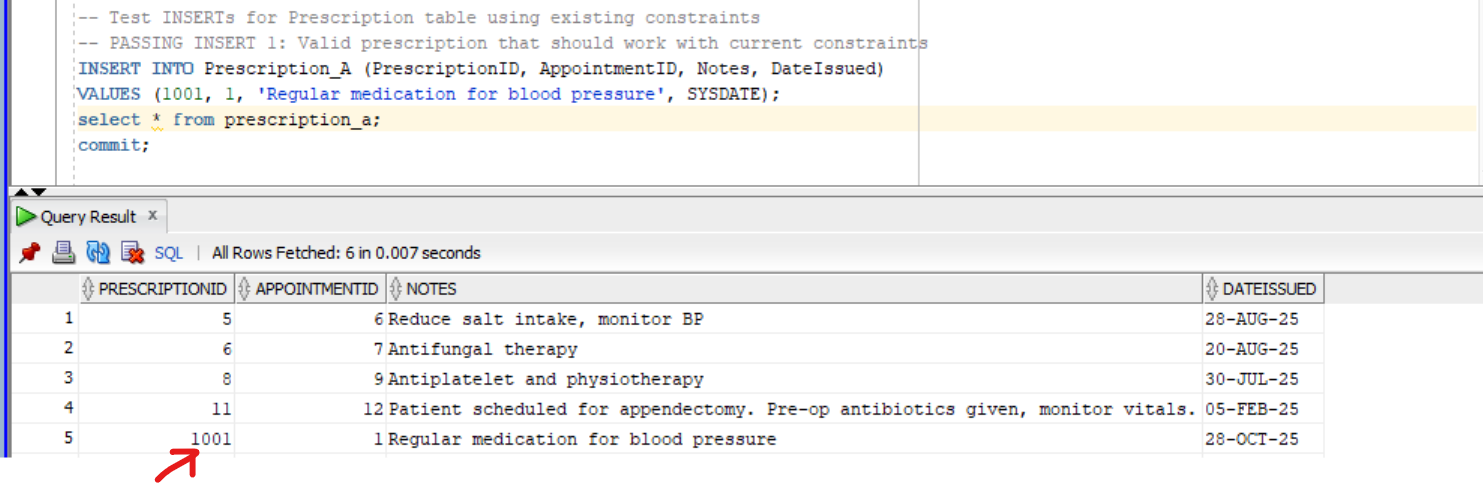 -- Test INSERTs for Prescription table using existing constraints
-- PASSING INSERT 1: Valid prescription that should work with current constraints
INSERT INTO Prescription_A (PrescriptionID, AppointmentID, Notes, DateIssued)
VALUES (1001, 1, 'Regular medication for blood pressure', SYSDATE);
select * from prescription_a;
commit;
Query Result x
SQL | All Rows Fetched: 6 in 0.007 seconds
PRESCRIPTIONID APPOINTMENTID NOTES DATEISSUED
1 5 6 Reduce salt intake, monitor BP 28-AUG-25
2 6 7 Antifungal therapy 20-AUG-25
3 8 9 Antiplatelet and physiotherapy 30-JUL-25
4 11 12 Patient scheduled for appendectomy. Pre-op antibiotics given, monitor vitals. 05-FEB-25
5 1001 1 Regular medication for blood pressure 28-OCT-25